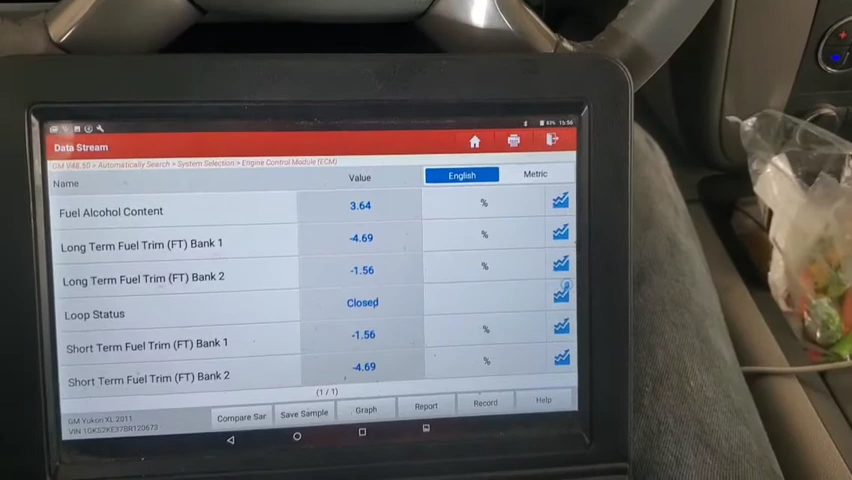 83% 15:56
Data Stream
GM V48.50 > Automatically Search > System Selection > Engine Control Module (ECM)
Name Value English Metric
Fuel Alcohol Content 3.64 %
Long Term Fuel Trim (FT) Bank 1 -4.69 %
Long Term Fuel Trim (FT) Bank 2 -1.56 %
Loop Status Closed
Short Term Fuel Trim (FT) Bank 1 -1.56 %
Short Term Fuel Trim (FT) Bank 2 -4.69 %
(1 / 1)
GM Yukon XL 2011
Compare Sar Save Sample Graph Report Record Help